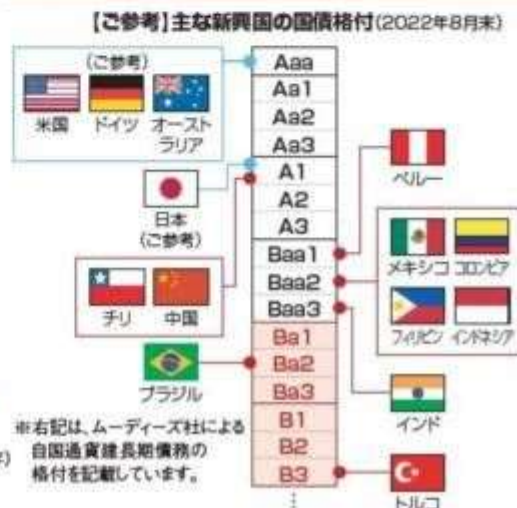 【ご参考】主な新興国の国債格付(2022年8月末)
(ご参考)
米国 ドイツ オースト
ラリア
日本
(ご参考)
チリ 中国
ブラジル
※右記は、ムーディーズ社による
自国通貨建長期債務の
格付を記載しています。
Aaa
Aa1
Aa2
Aa3
A1
A2
A3
Baa1
Baa2
Baa3
Ba1
Ba2
Ba3
B1
B2
B3
ペルー
メキシコ コロンビア
フィリピン インドネシア
インド
トルコ